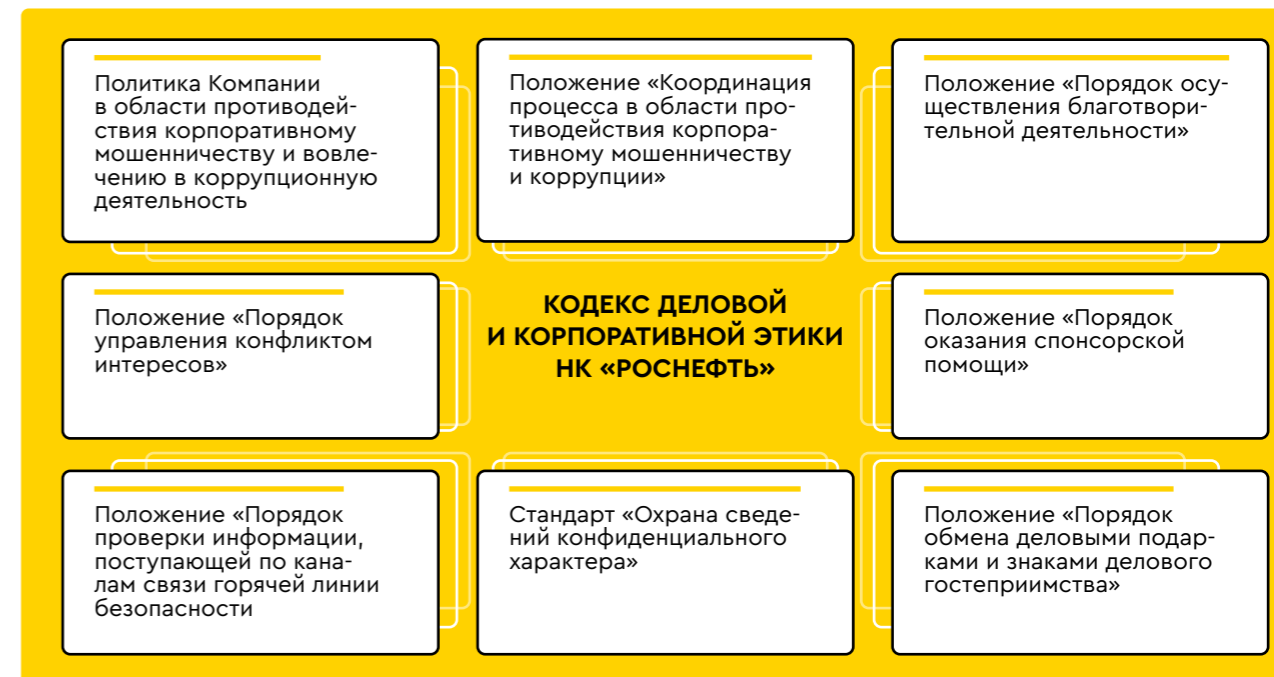 Политика Компании
в области противодей-
ствия корпоративному
мошенничеству и вовле-
чению в коррупционную
деятельность
Положение «Координация
процесса в области про-
тиводействия корпора-
тивному мошенничеству
и коррупции»
Положение «Порядок осу-
ществления благотвори-
тельной деятельности»
Положение «Порядок
управления конфликтом
интересов»
КОДЕКС ДЕЛОВОЙ
И КОРПОРАТИВНОЙ ЭТИКИ
НК «РОСНЕФТЬ»
Положение «Порядок
оказания спонсорской
помощи»
Положение «Порядок
проверки информации,
поступающей по кана-
лам связи горячей линии
безопасности
Стандарт «Охрана сведе-
ний конфиденциального
характера»
Положение «Порядок
обмена деловыми подар-
ками и знаками делового
гостеприимства»